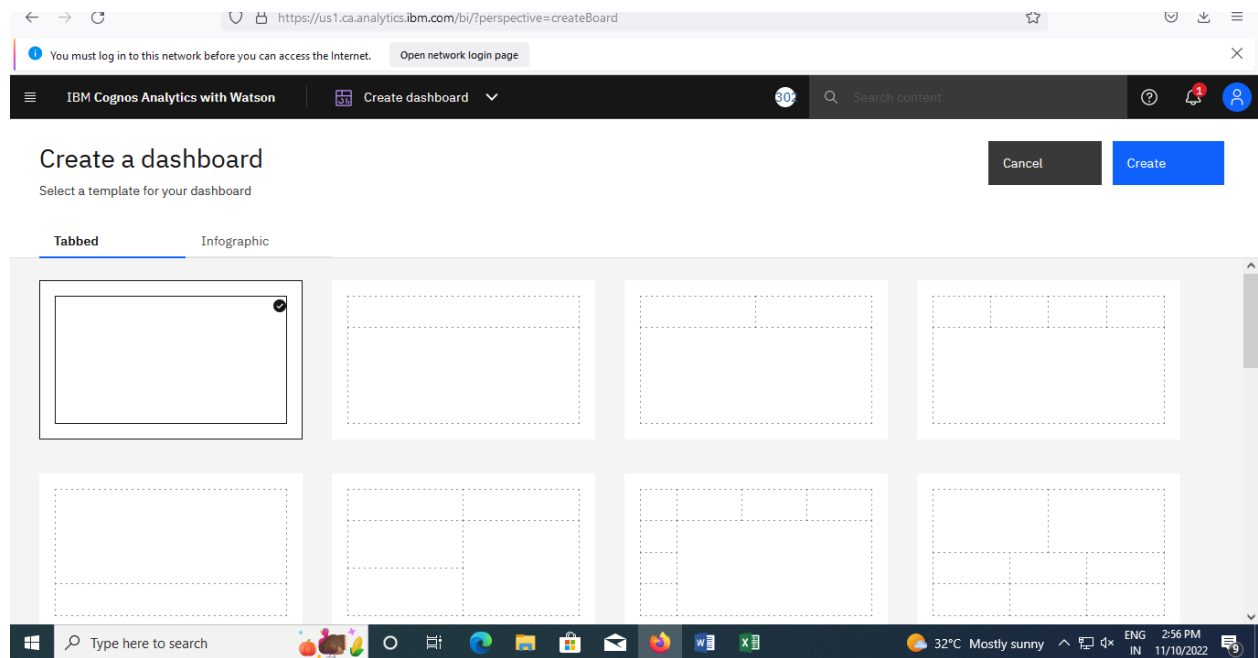 https://us1.ca.analytics.ibm.com/bi/?perspective=createBoard
You must log in to this network before you can access the Internet. Open network login page
IBM Cognos Analytics with Watson Create dashboard 302 Search content 1
Create a dashboard
Cancel Create
Select a template for your dashboard
Tabbed Infographic
Type here to search 32°C Mostly sunny ENG 2:56 PM
IN 11/10/2022 9